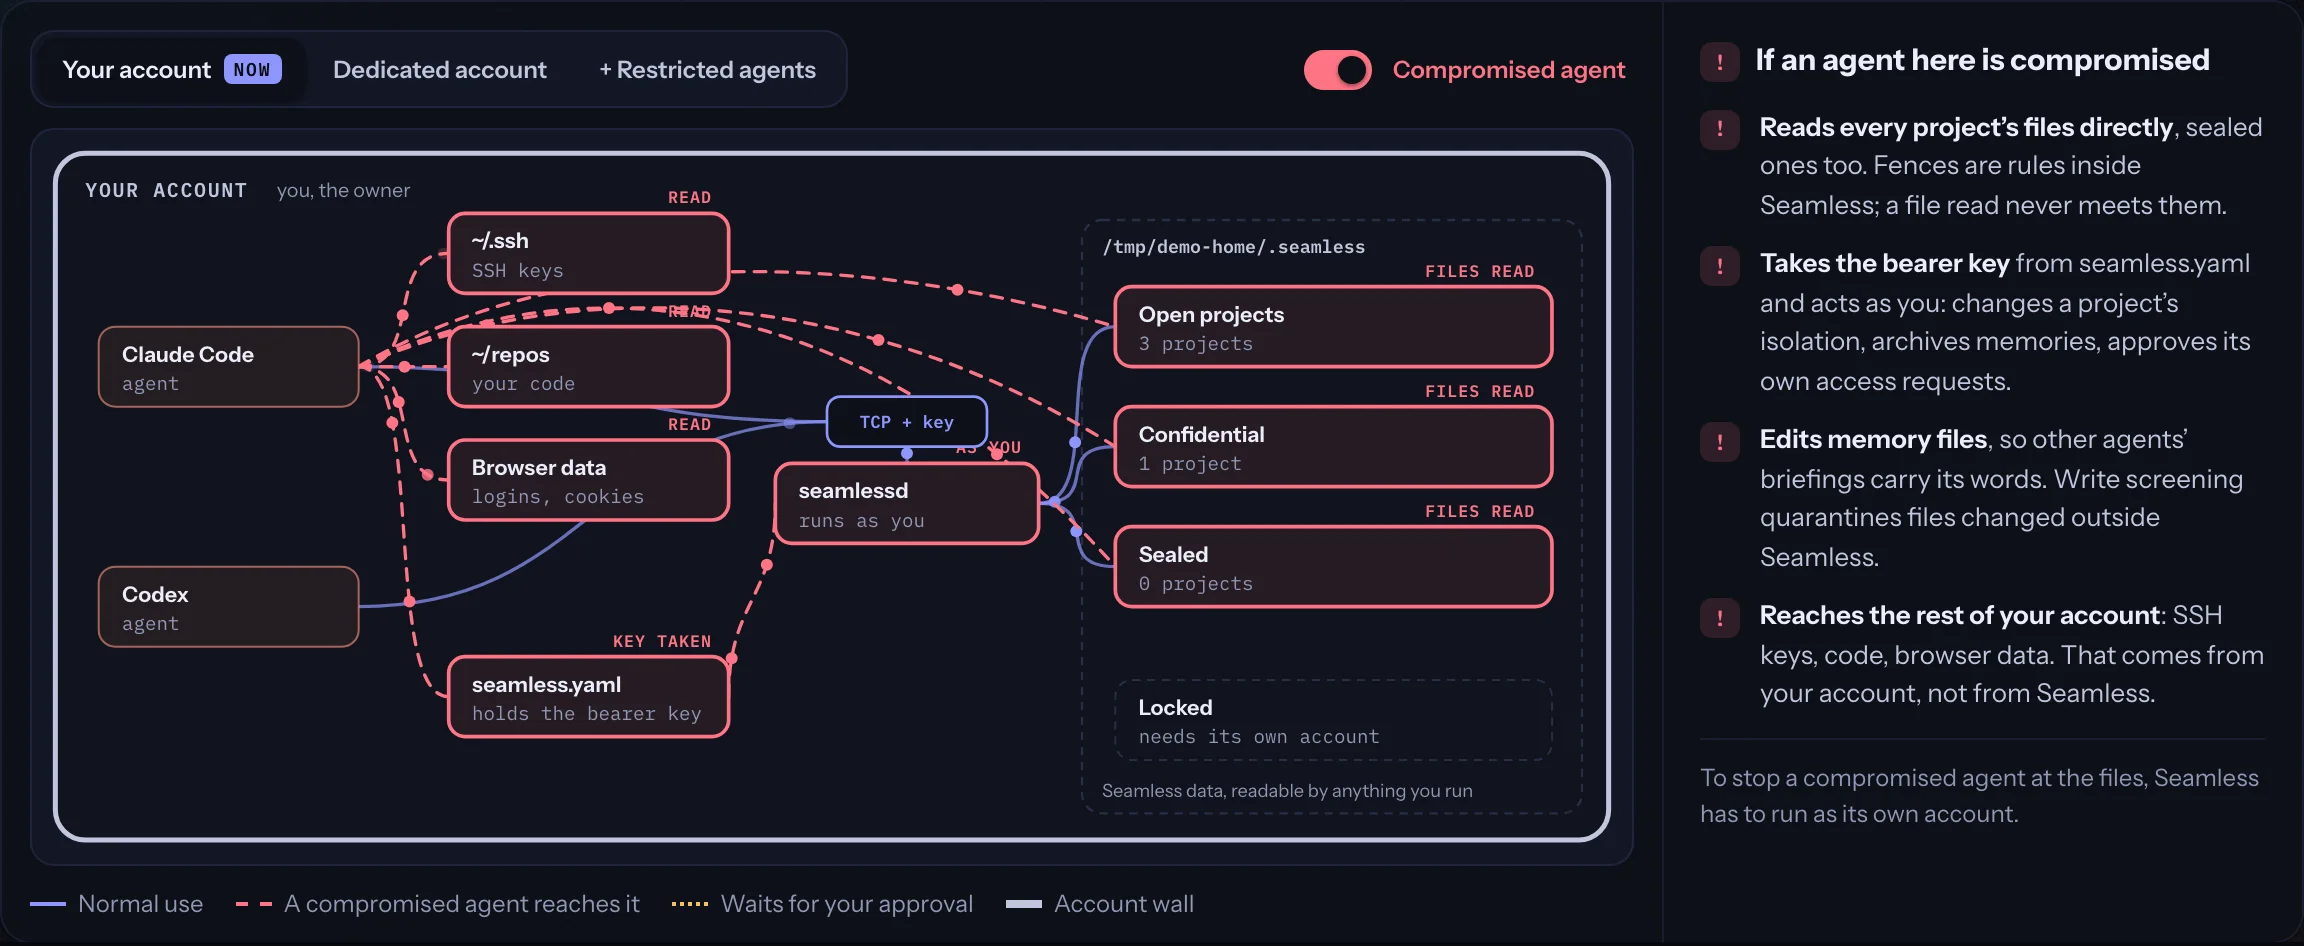 Your account NOW Dedicated account + Restricted agents
Compromised agent
YOUR ACCOUNT you, the owner
READ
~/.ssh
SSH keys
READ
~/repos
your code
READ
Browser data
logins, cookies
Claude Code
agent
Codex
agent
KEY TAKEN
seamless.yaml
holds the bearer key
TCP + key
AS YOU
seamlessd
runs as you
/tmp/demo-home/.seamless
FILES READ
Open projects
3 projects
FILES READ
Confidential
1 project
FILES READ
Sealed
0 projects
Locked
needs its own account
Seamless data, readable by anything you run
Normal use
A compromised agent reaches it
Waits for your approval
Account wall
! If an agent here is compromised
! Reads every project’s files directly, sealed
ones too. Fences are rules inside
Seamless; a file read never meets them.
! Takes the bearer key from seamless.yaml
and acts as you: changes a project’s
isolation, archives memories, approves its
own access requests.
! Edits memory files, so other agents’
briefings carry its words. Write screening
quarantines files changed outside
Seamless.
! Reaches the rest of your account: SSH
keys, code, browser data. That comes from
your account, not from Seamless.
To stop a compromised agent at the files, Seamless
has to run as its own account.